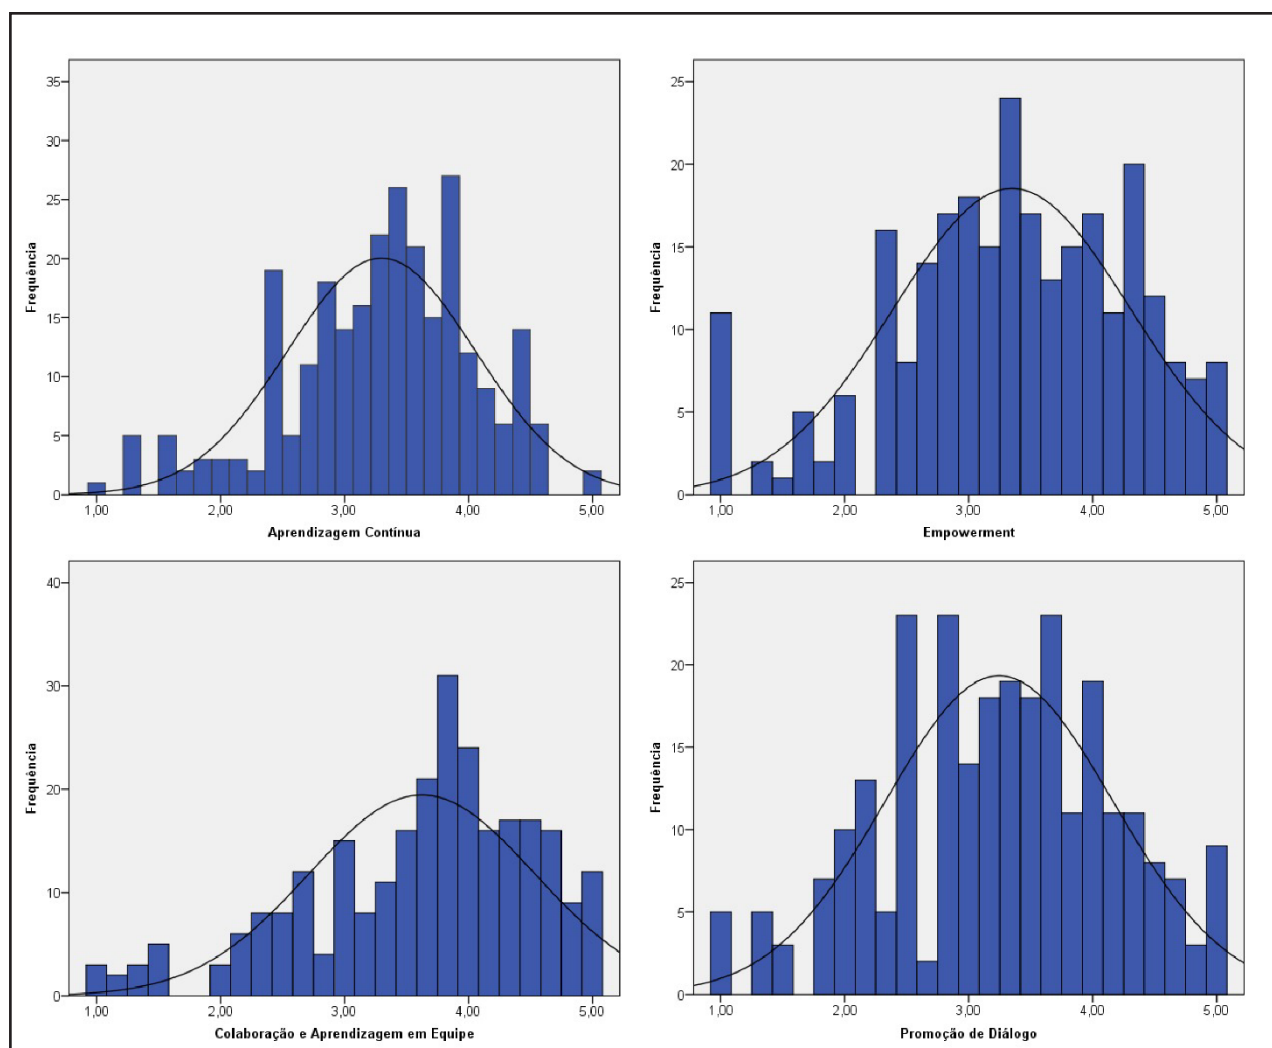 35
30
25
20
15
10
5
0
Frequência
1,00 2,00 3,00 4,00 5,00
Aprendizagem Contínua
25
20
15
10
5
0
Frequência
1,00 2,00 3,00 4,00 5,00
Empowerment
40
30
20
10
0
Frequência
1,00 2,00 3,00 4,00 5,00
Colaboração e Aprendizagem em Equipe
25
20
15
10
5
0
Frequência
1,00 2,00 3,00 4,00 5,00
Promoção de Diálogo